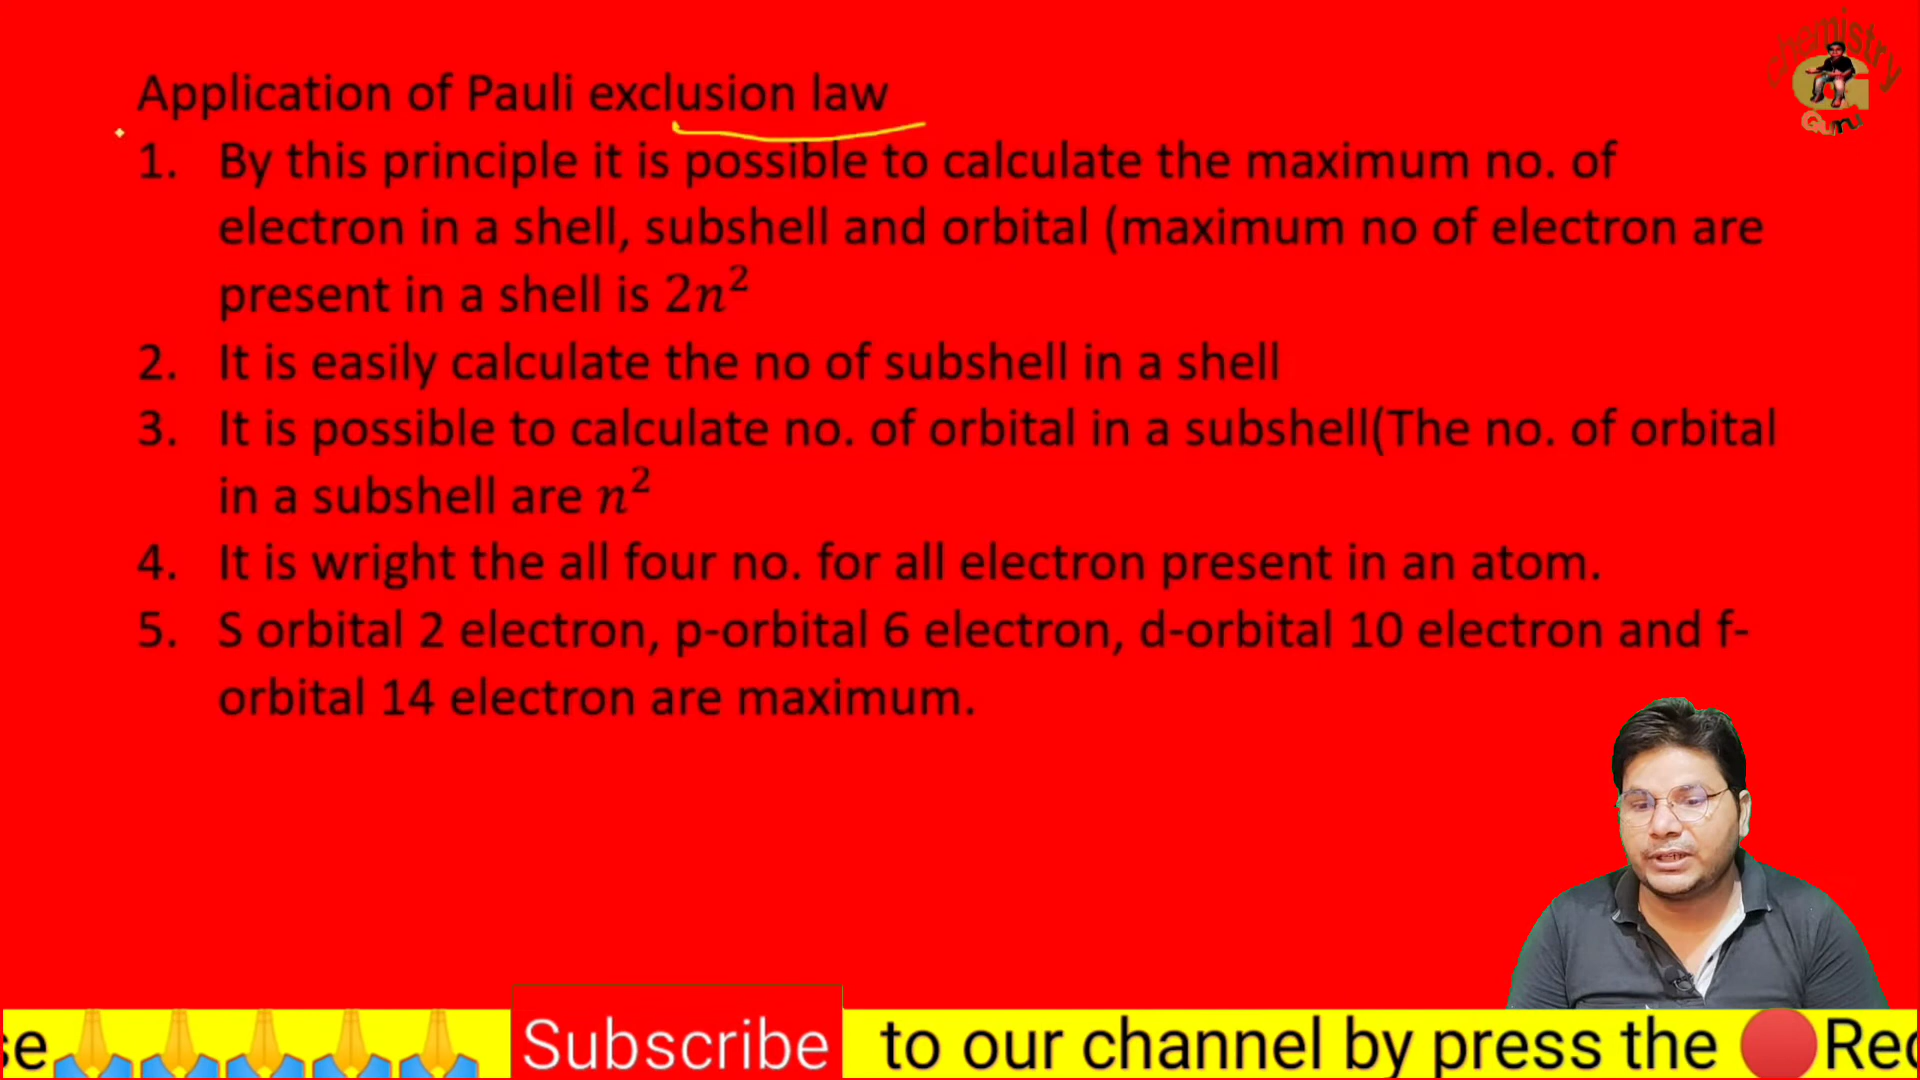 Chemistry
G
Guru
Application of Pauli exclusion law
1. By this principle it is possible to calculate the maximum no. of
electron in a shell, subshell and orbital (maximum no of electron are
present in a shell is 2n²
2. It is easily calculate the no of subshell in a shell
3. It is possible to calculate no. of orbital in a subshell(The no. of orbital
in a subshell are n²
4. It is wright the all four no. for all electron present in an atom.
5. S orbital 2 electron, p-orbital 6 electron, d-orbital 10 electron and f-
orbital 14 electron are maximum.
se🙏🙏🙏🙏🙏 Subscribe to our channel by press the 🔴Rec